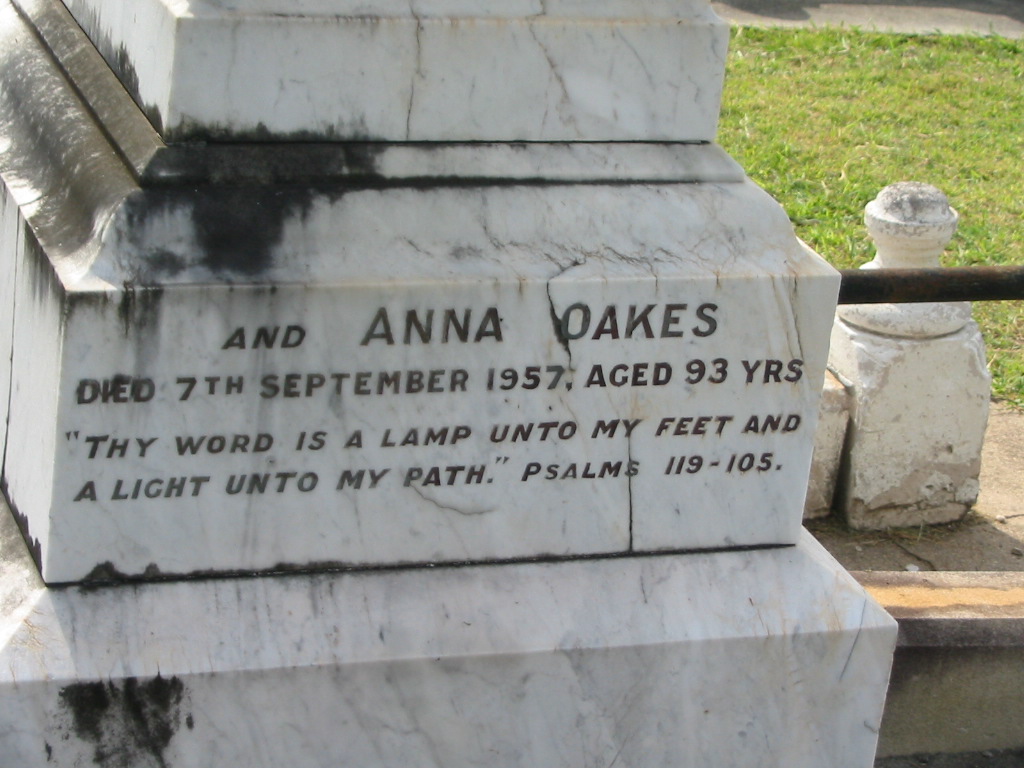 AND ANNA OAKES
DIED 7TH SEPTEMBER 1957, AGED 93 YRS
"THY WORD IS A LAMP UNTO MY FEET AND
A LIGHT UNTO MY PATH." PSALMS 119-105.